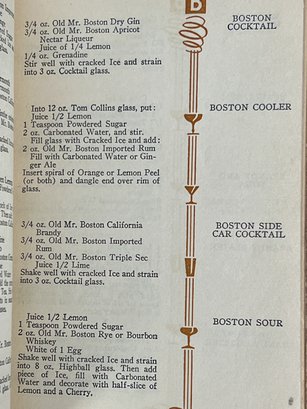 B
BOSTON
COCKTAIL
3/4 oz. Old Mr. Boston Dry Gin
3/4 oz. Old Mr. Boston Apricot
Nectar Liqueur
Juice of 1/4 Lemon
1/4 oz. Grenadine
Stir well with cracked Ice and strain
into 3 oz. Cocktail glass.
BOSTON COOLER
Into 12 oz. Tom Collins glass, put:
Juice 1/2 Lemon
1 Teaspoon Powdered Sugar
2 oz. Carbonated Water, and stir.
Fill glass with Cracked Ice and add:
2 oz. Old Mr. Boston Imported Rum
Fill with Carbonated Water or Gin-
ger Ale
Insert spiral of Orange or Lemon Peel
(or both) and dangle end over rim of
glass.
BOSTON SIDE
CAR COCKTAIL
3/4 oz. Old Mr. Boston California
Brandy
3/4 oz. Old Mr. Boston Imported
Rum
3/4 oz. Old Mr. Boston Triple Sec
Juice 1/2 Lime
Shake well with cracked Ice and strain
into 3 oz. Cocktail glass.
BOSTON SOUR
Juice 1/2 Lemon
1 Teaspoon Powdered Sugar
2 oz. Old Mr. Boston Rye or Bourbon
Whiskey
White of 1 Egg
Shake well with cracked Ice and strain
into 8 oz. Highball glass. Then add
piece of Ice, fill with Carbonated
Water and decorate with half-slice of
Lemon and a Cherry,